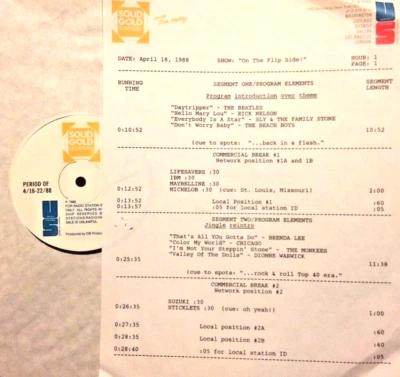 SOLID
GOLD
WASHINGTON
PAGE: 1
HOUR: 1
DATE: April 18, 1988 SHOW: "On The Flip Side!"
RUNNING
TIME
SEGMENT ONE/PROGRAM ELEMENTS
SEGMENT
LENGTH
Program introduction over theme
"Daytripper" - THE BEATLES
"Hello Mary Lou" - RICK NELSON
"Everybody Is A Star" - SLY & THE FAMILY STONE
"Don't Worry Baby" - THE BEACH BOYS
0:10:52 10:52
(cue to spots: "...back in a flash."
COMMERCIAL BREAK #1
Network position #1A and 1B
LIFESAVERS :30
IBM :30
MAYBELLINE :30
0:12:52 MICHELOB :30 (cue: St. Louis, Missouri) 2:00
0:13:52 Local Position #1 :60
0:13:57 :05 for local station ID :05
SEGMENT TWO/PROGRAM ELEMENTS
Jingle reintro
"That's All You Gotta Do" - BRENDA LEE
"Color My World" - CHICAGO
"I'm Not Your Steppin' Stone" - THE MONKEES
"Valley Of The Dolls" - DIONNE WARWICK
0:25:35 11:38
(cue to spots: "...rock & roll Top 40 era."
COMMERCIAL BREAK #2
Network position #2
SUZUKI :30
0:26:35 STICKLETS :30 (cue: oh yeah!) 1:00
0:27:35 Local position #2A :60
0:28:35 Local position #2B :60
0:28:40 :05 for local station ID :05
SOLID
GOLD
PERIOD OF
4/16-22/88
US